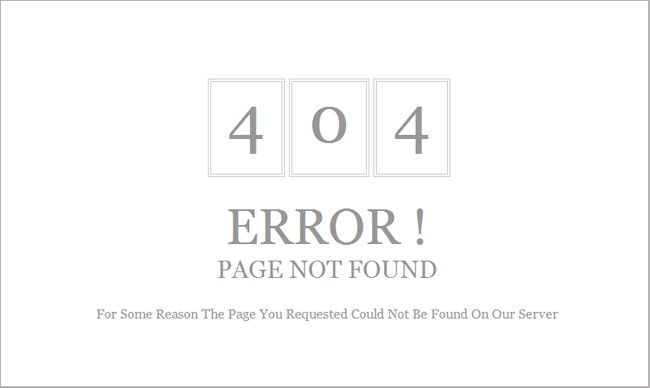 4 0 4
ERROR !
PAGE NOT FOUND
For Some Reason The Page You Requested Could Not Be Found On Our Server